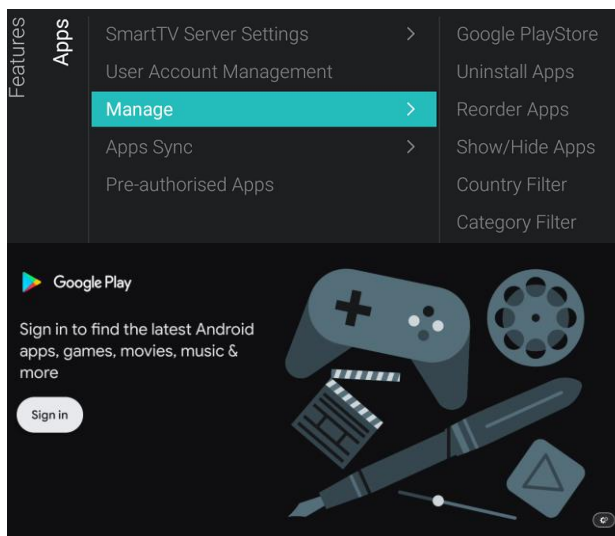 Features
Apps
SmartTV Server Settings
User Account Management
Manage
Apps Sync
Pre-authorised Apps
Google PlayStore
Uninstall Apps
Reorder Apps
Show/Hide Apps
Country Filter
Category Filter
Google Play
Sign in to find the latest Android
apps, games, movies, music &
more
Sign in